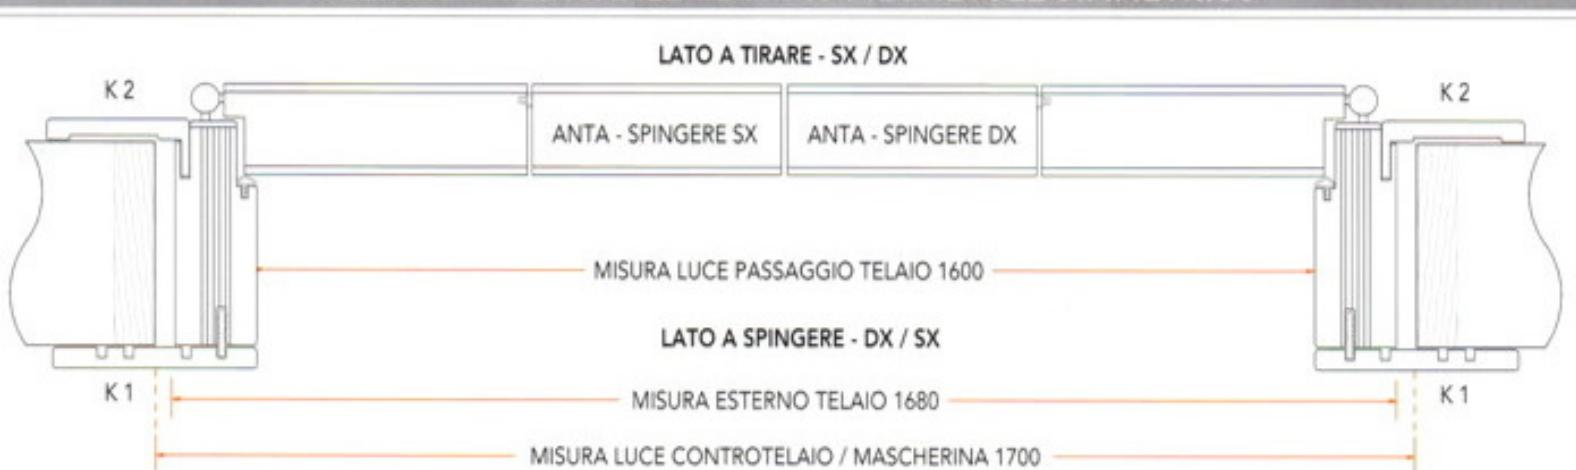 LATO A TIRARE - SX / DX
K 2
K 2
ANTA - SPINGERE SX
ANTA - SPINGERE DX
MISURA LUCE PASSAGGIO TELAIO 1600
LATO A SPINGERE - DX / SX
K 1
K 1
MISURA ESTERNO TELAIO 1680
MISURA LUCE CONTROTELAIO / MASCHERINA 1700